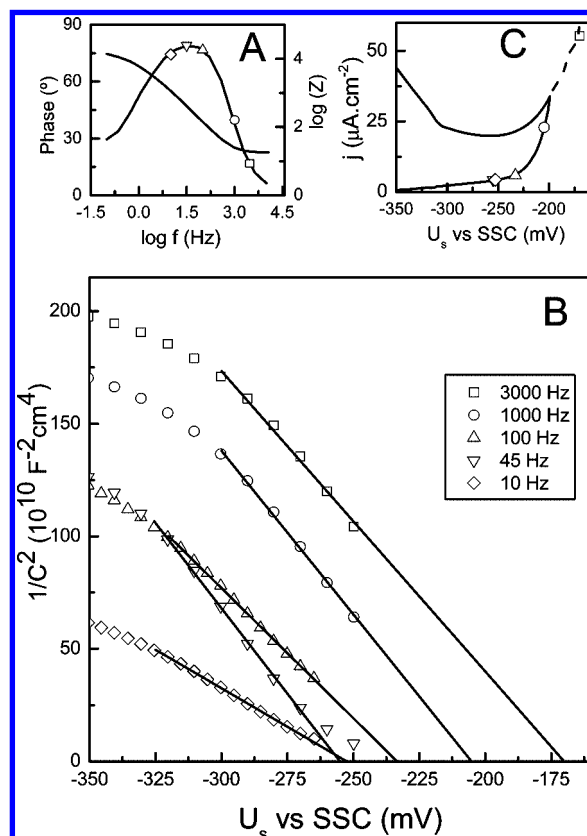 A
Phase (º)
90
75
60
30
0
log (Z)
4
2
0
-1.5 0.0 1.5 3.0 4.5
log f (Hz)
C
j (µA.cm-2)
50
25
0
-350 -300 -250 -200
Us vs SSC (mV)
B
1/C2 (1010 F-2cm4)
200
150
100
50
0
3000 Hz
1000 Hz
100 Hz
45 Hz
10 Hz
-350 -325 -300 -275 -250 -225 -200 -175
Us vs SSC (mV)